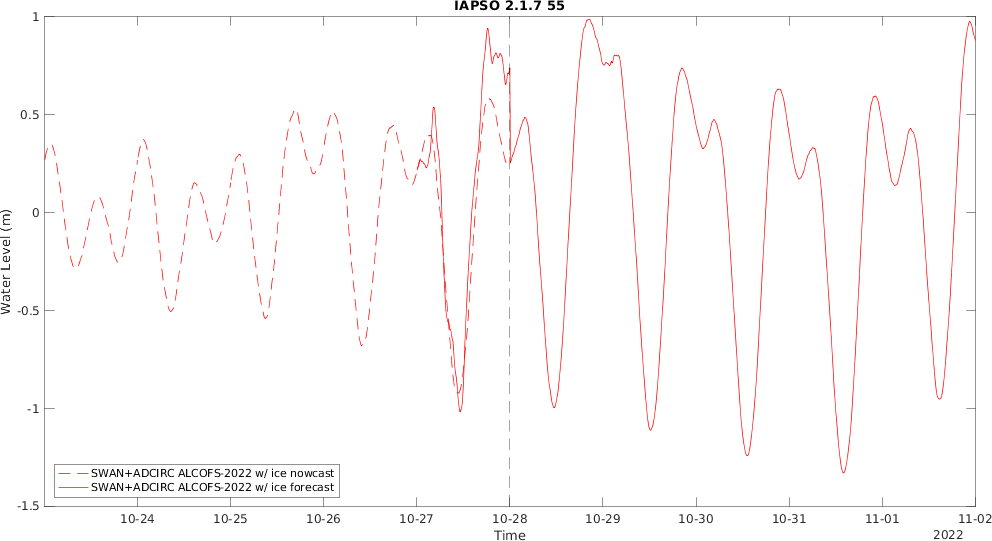 IAPSO 2.1.7 55
1
0.5
0
-0.5
-1
-1.5
Water Level (m)
SWAN+ADCIRC ALCOFS-2022 w/ ice nowcast
SWAN+ADCIRC ALCOFS-2022 w/ ice forecast
10-24 10-25 10-26 10-27 10-28 10-29 10-30 10-31 11-01 11-02
Time
2022